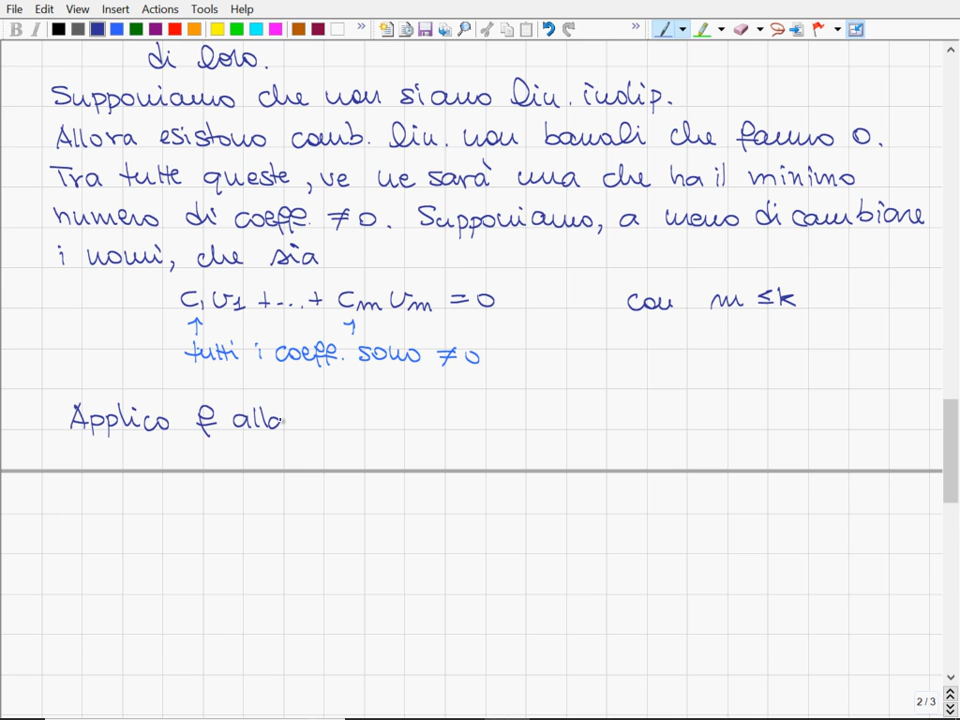 File Edit View Insert Actions Tools Help
B I » »
di loro.
Supponiamo che non siano lin. indip.
Allora esistono comb. lin. non banali che fanno 0.
Tra tutte queste, ve ne sarà una che ha il minimo
numero di coeff. ≠0. Supponiamo, a meno di cambiare
i nomi, che sia
c₁v₁ +...+ cₘvₘ = 0 con m ≤k
↑ ↑
tutti i coeff. sono ≠0
Applico f alla
2 / 3